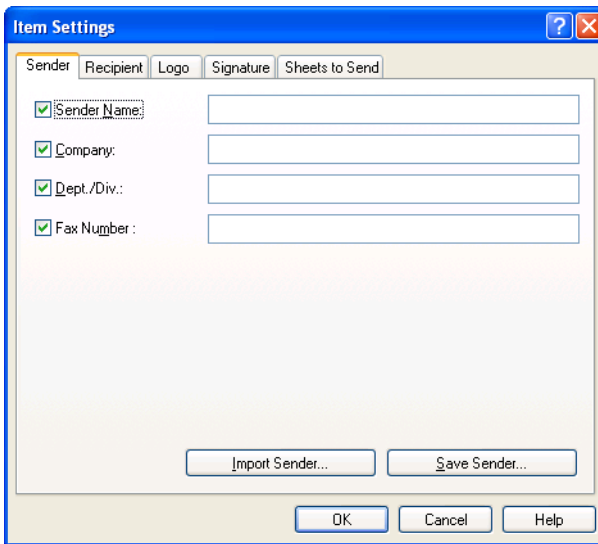 Item Settings
Sender Recipient Logo Signature Sheets to Send
Sender Name:
Company:
Dept./Div.:
Fax Number :
Import Sender... Save Sender...
OK Cancel Help